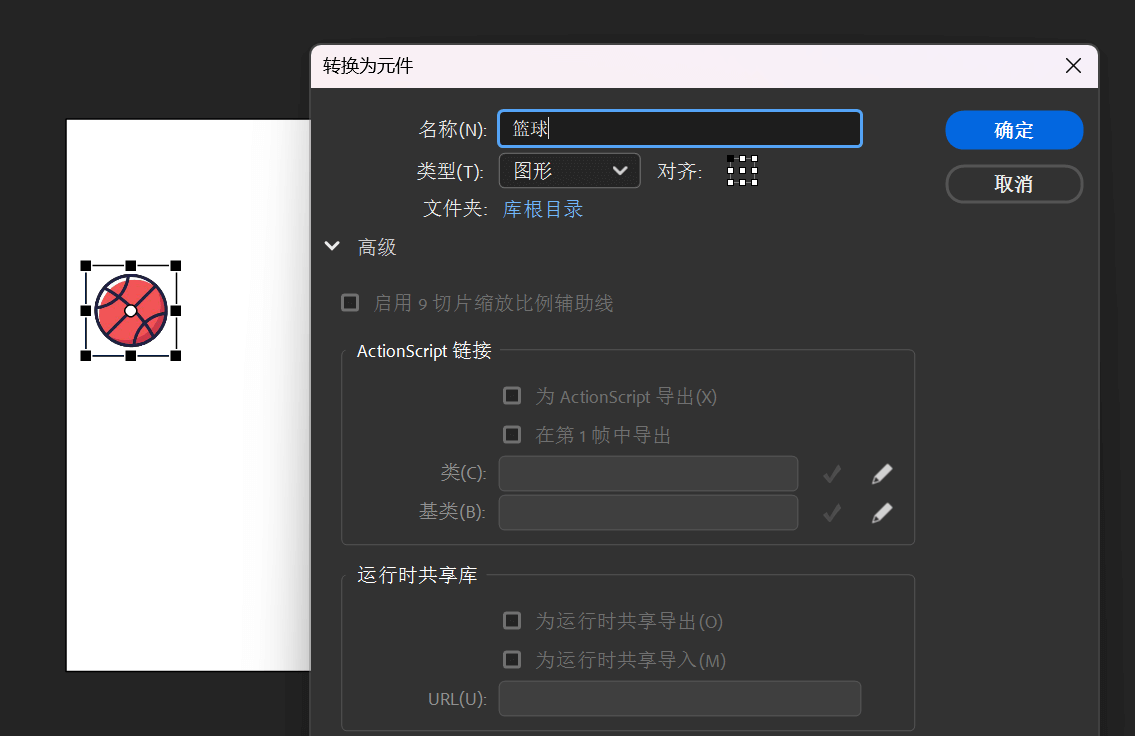 转换为元件
名称(N): 篮球 确定
类型(T): 图形 对齐: 取消
文件夹: 库根目录
高级
启用 9 切片缩放比例辅助线
ActionScript 链接
为 ActionScript 导出(X)
在第 1 帧中导出
类(C):
基类(B):
运行时共享库
为运行时共享导出(O)
为运行时共享导入(M)
URL(U):